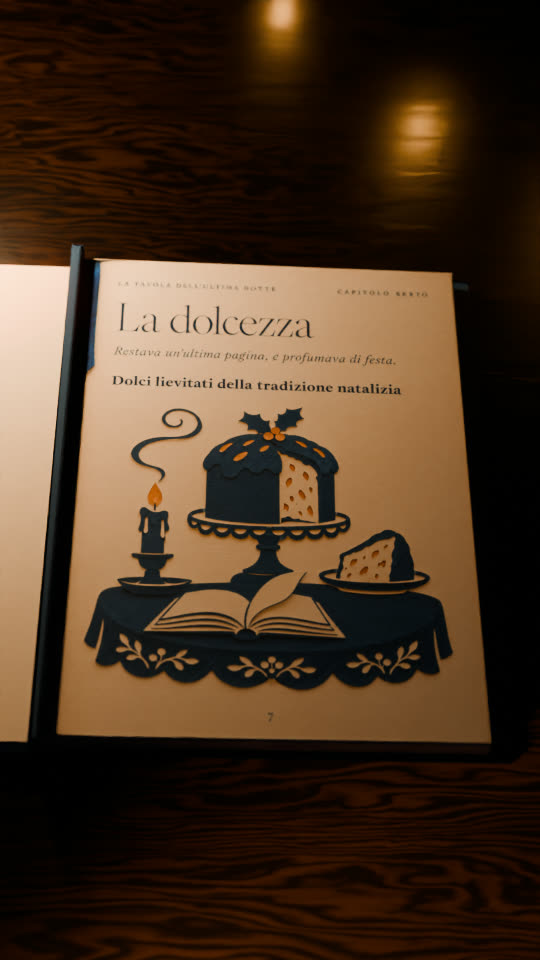 LA TAVOLA DELL'ULTIMA NOTTE
CAPITOLO SESTO
La dolcezza
Restava un'ultima pagina, e profumava di festa.
Dolci lievitati della tradizione natalizia
7